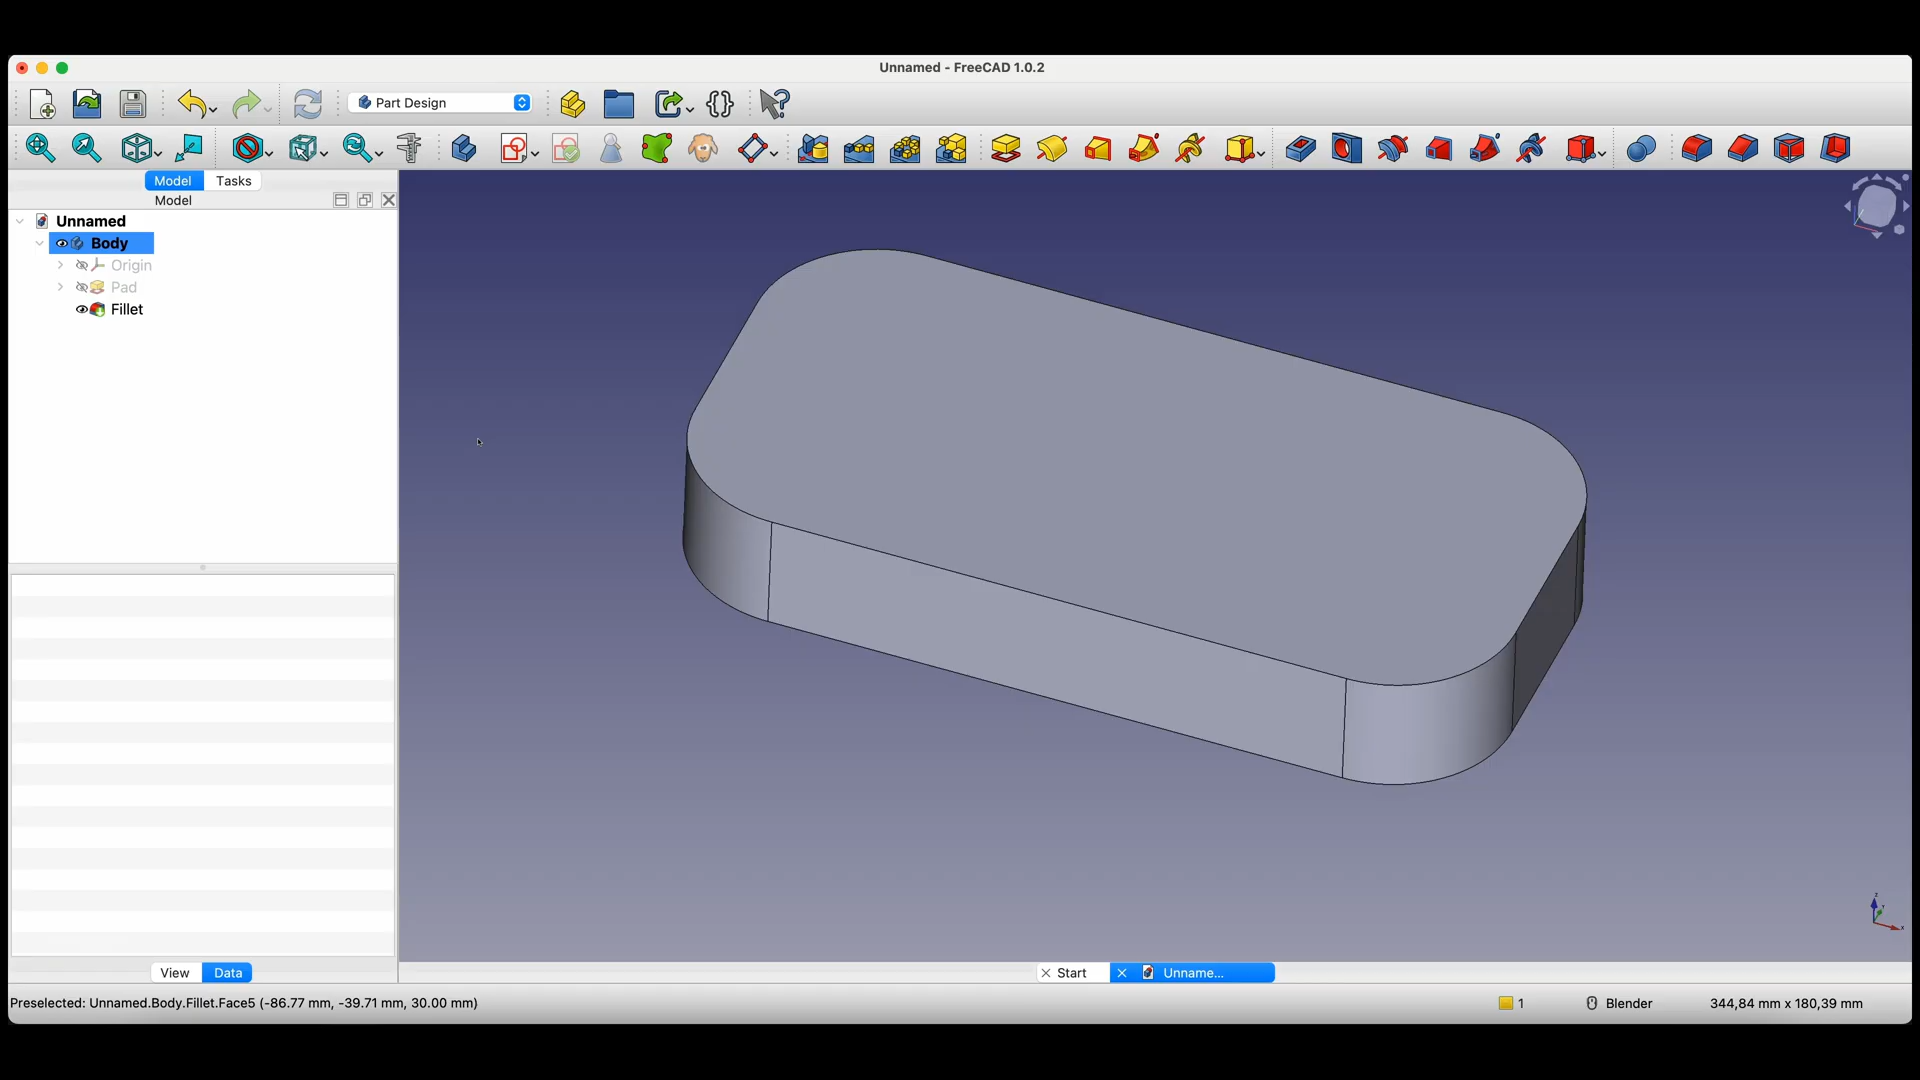 Unnamed - FreeCAD 1.0.2
Part Design
Model
Tasks
Model
Unnamed
Body
Origin
Pad
Fillet
View
Data
Start
Unname...
Preselected: Unnamed.Body.Fillet.Face5 (-86.77 mm, -39.71 mm, 30.00 mm)
1
Blender
344,84 mm x 180,39 mm